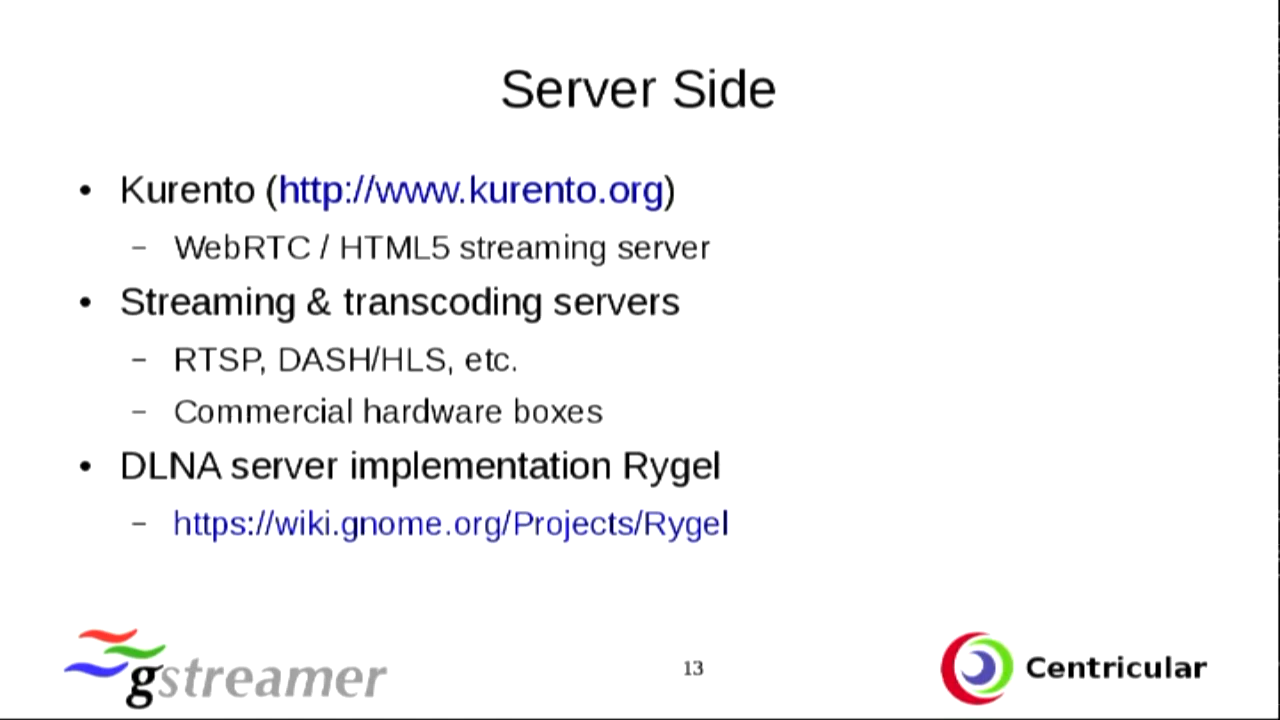 Server Side
• Kurento (http://www.kurento.org)
– WebRTC / HTML5 streaming server
• Streaming & transcoding servers
– RTSP, DASH/HLS, etc.
– Commercial hardware boxes
• DLNA server implementation Rygel
– https://wiki.gnome.org/Projects/Rygel
gstreamer
13
Centricular